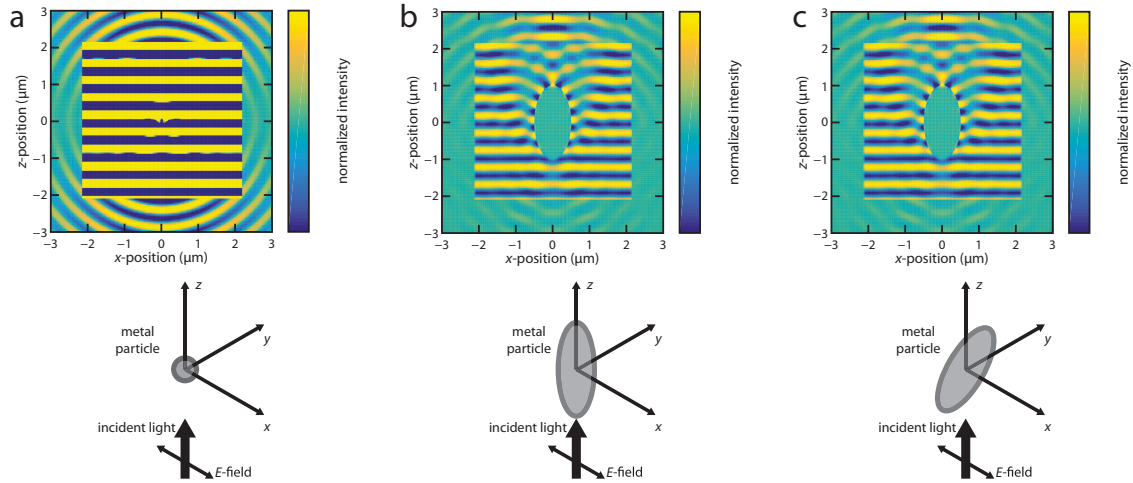 a
3
2
1
0
−1
−2
−3
−3 −2 −1 0 1 2 3
z-position (μm)
x-position (μm)
normalized intensity
b
3
2
1
0
−1
−2
−3
−3 −2 −1 0 1 2 3
z-position (μm)
x-position (μm)
normalized intensity
c
3
2
1
0
−1
−2
−3
−3 −2 −1 0 1 2 3
z-position (μm)
x-position (μm)
normalized intensity
z
metal
particle
y
x
incident light
E-field
z
metal
particle
y
x
incident light
E-field
z
metal
particle
y
x
incident light
E-field